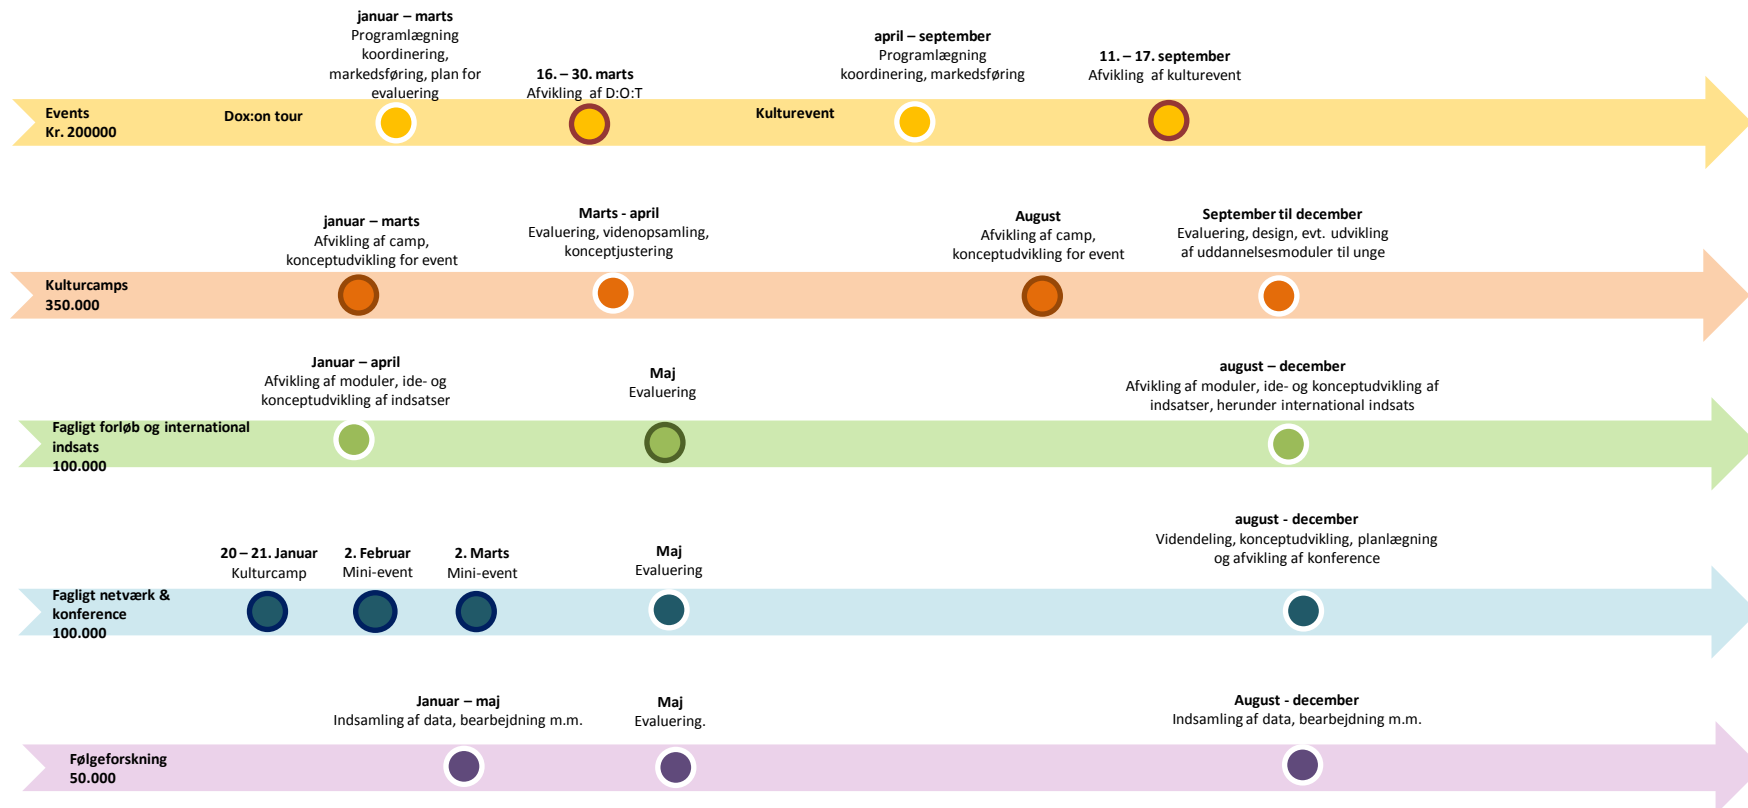 januar – marts
Programlægning
koordinering,
markedsføring, plan for
evaluering
16. – 30. marts
Afvikling af D:O:T
april – september
Programlægning
koordinering, markedsføring
11. – 17. september
Afvikling af kulturevent
Events
Kr. 200000
Dox:on tour
Kulturevent
januar – marts
Afvikling af camp,
konceptudvikling for event
Marts - april
Evaluering, videnopsamling,
konceptjustering
August
Afvikling af camp,
konceptudvikling for event
September til december
Evaluering, design, evt. udvikling
af uddannelsesmoduler til unge
Kulturcamps
350.000
Januar – april
Afvikling af moduler, ide- og
konceptudvikling af indsatser
Maj
Evaluering
august – december
Afvikling af moduler, ide- og konceptudvikling af
indsatser, herunder international indsats
Fagligt forløb og international
indsats
100.000
20 – 21. Januar
Kulturcamp
2. Februar
Mini-event
2. Marts
Mini-event
Maj
Evaluering
august - december
Videndeling, konceptudvikling, planlægning
og afvikling af konference
Fagligt netværk &
konference
100.000
Januar – maj
Indsamling af data, bearbejdning m.m.
Maj
Evaluering.
August - december
Indsamling af data, bearbejdning m.m.
Følgeforskning
50.000